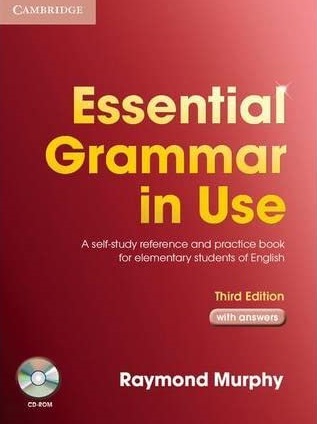 CAMBRIDGE
Essential
Grammar
in Use
A self-study reference and practice book
for elementary students of English
Third Edition
with answers
Raymond Murphy
CD-ROM